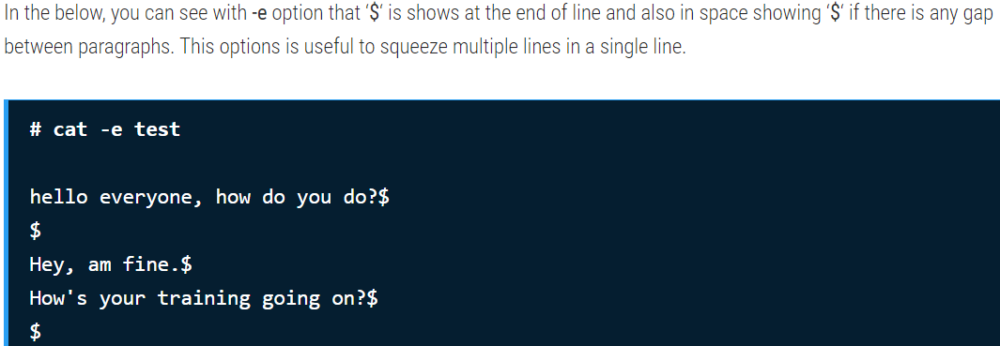 In the below, you can see with -e option that ‘$‘ is shows at the end of line and also in space showing ‘$‘ if there is any gap
between paragraphs. This options is useful to squeeze multiple lines in a single line.
# cat -e test
hello everyone, how do you do?$
$
Hey, am fine.$
How's your training going on?$
$